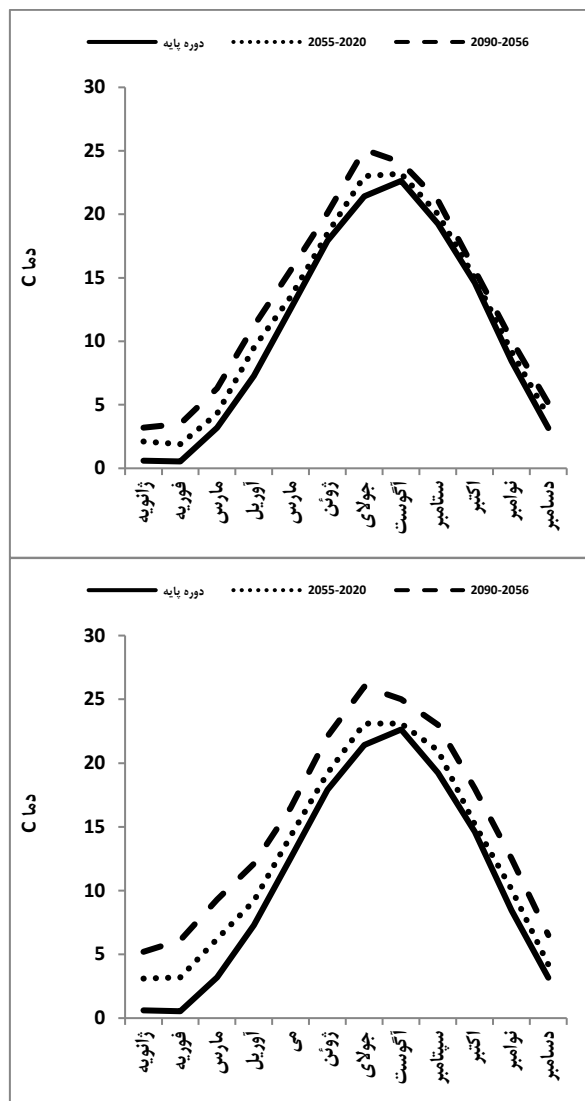 دوره پایه 2055-2020 2090-2056
30
25
20
15
10
5
0
دما C
ژانویه
فوریه
مارس
آوریل
مارس
ژوئن
جولای
آگوست
ستامبر
اکتبر
نوامبر
دسامبر
دوره پایه 2055-2020 2090-2056
30
25
20
15
10
5
0
دما C
ژانویه
فوریه
مارس
آوریل
می
ژوئن
جولای
آگوست
سپتامبر
اکتبر
نوامبر
دسامبر